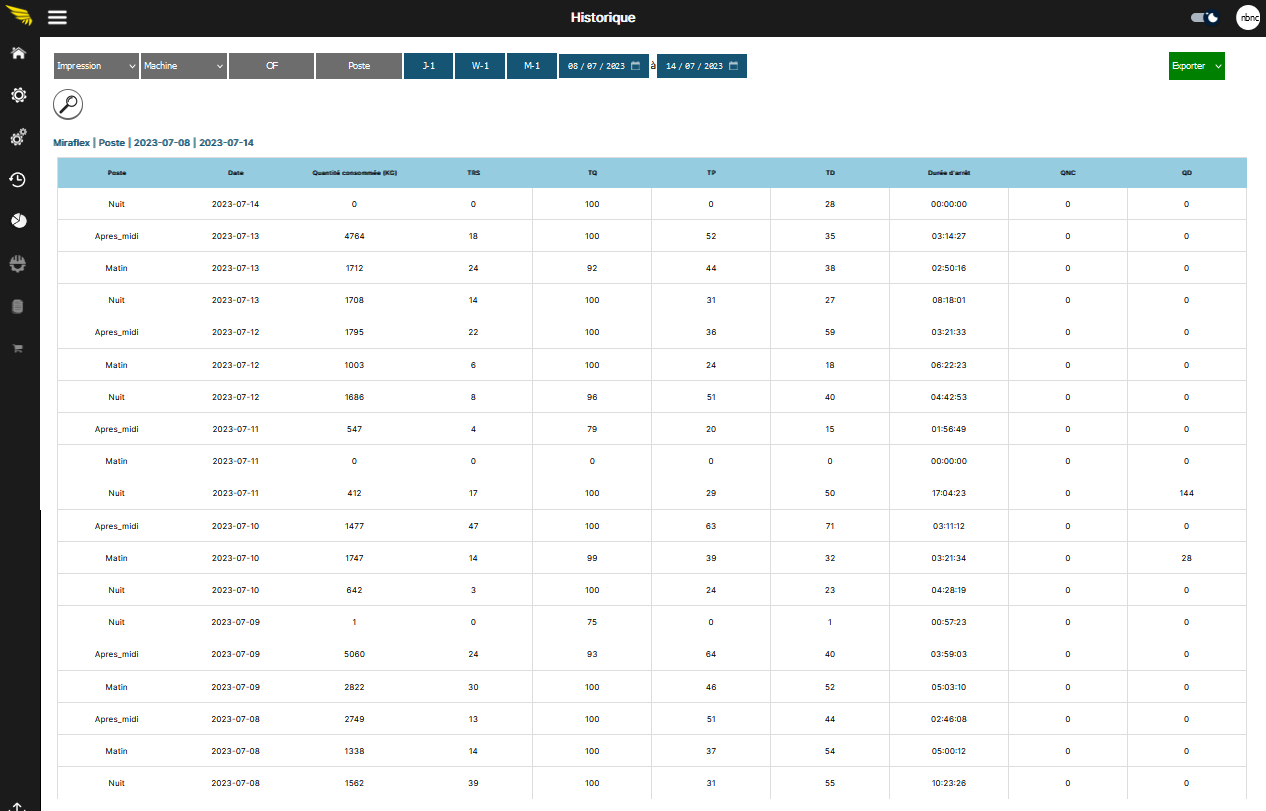 Historique
nbnc
Impression Machine OF Poste J-1 W-1 M-1 08 / 07 / 2023 à 14 / 07 / 2023 Exporter
Miraflex | Poste | 2023-07-08 | 2023-07-14
Poste Date Quantité consommée (KG) TRS TQ TP TD Durée d'arrêt QNC QD
Nuit 2023-07-14 0 0 100 0 28 00:00:00 0 0
Apres_midi 2023-07-13 4764 18 100 52 35 03:14:27 0 0
Matin 2023-07-13 1712 24 92 44 38 02:50:16 0 0
Nuit 2023-07-13 1708 14 100 31 27 08:18:01 0 0
Apres_midi 2023-07-12 1795 22 100 36 59 03:21:33 0 0
Matin 2023-07-12 1003 6 100 24 18 06:22:23 0 0
Nuit 2023-07-12 1686 8 96 51 40 04:42:53 0 0
Apres_midi 2023-07-11 547 4 79 20 15 01:56:49 0 0
Matin 2023-07-11 0 0 0 0 0 00:00:00 0 0
Nuit 2023-07-11 412 17 100 29 50 17:04:23 0 144
Apres_midi 2023-07-10 1477 47 100 63 71 03:11:12 0 0
Matin 2023-07-10 1747 14 99 39 32 03:21:34 0 28
Nuit 2023-07-10 642 3 100 24 23 04:28:19 0 0
Nuit 2023-07-09 1 0 75 0 1 00:57:23 0 0
Apres_midi 2023-07-09 5060 24 93 64 40 03:59:03 0 0
Matin 2023-07-09 2822 30 100 46 52 05:03:10 0 0
Apres_midi 2023-07-08 2749 13 100 51 44 02:46:08 0 0
Matin 2023-07-08 1338 14 100 37 54 05:00:12 0 0
Nuit 2023-07-08 1562 39 100 31 55 10:23:26 0 0